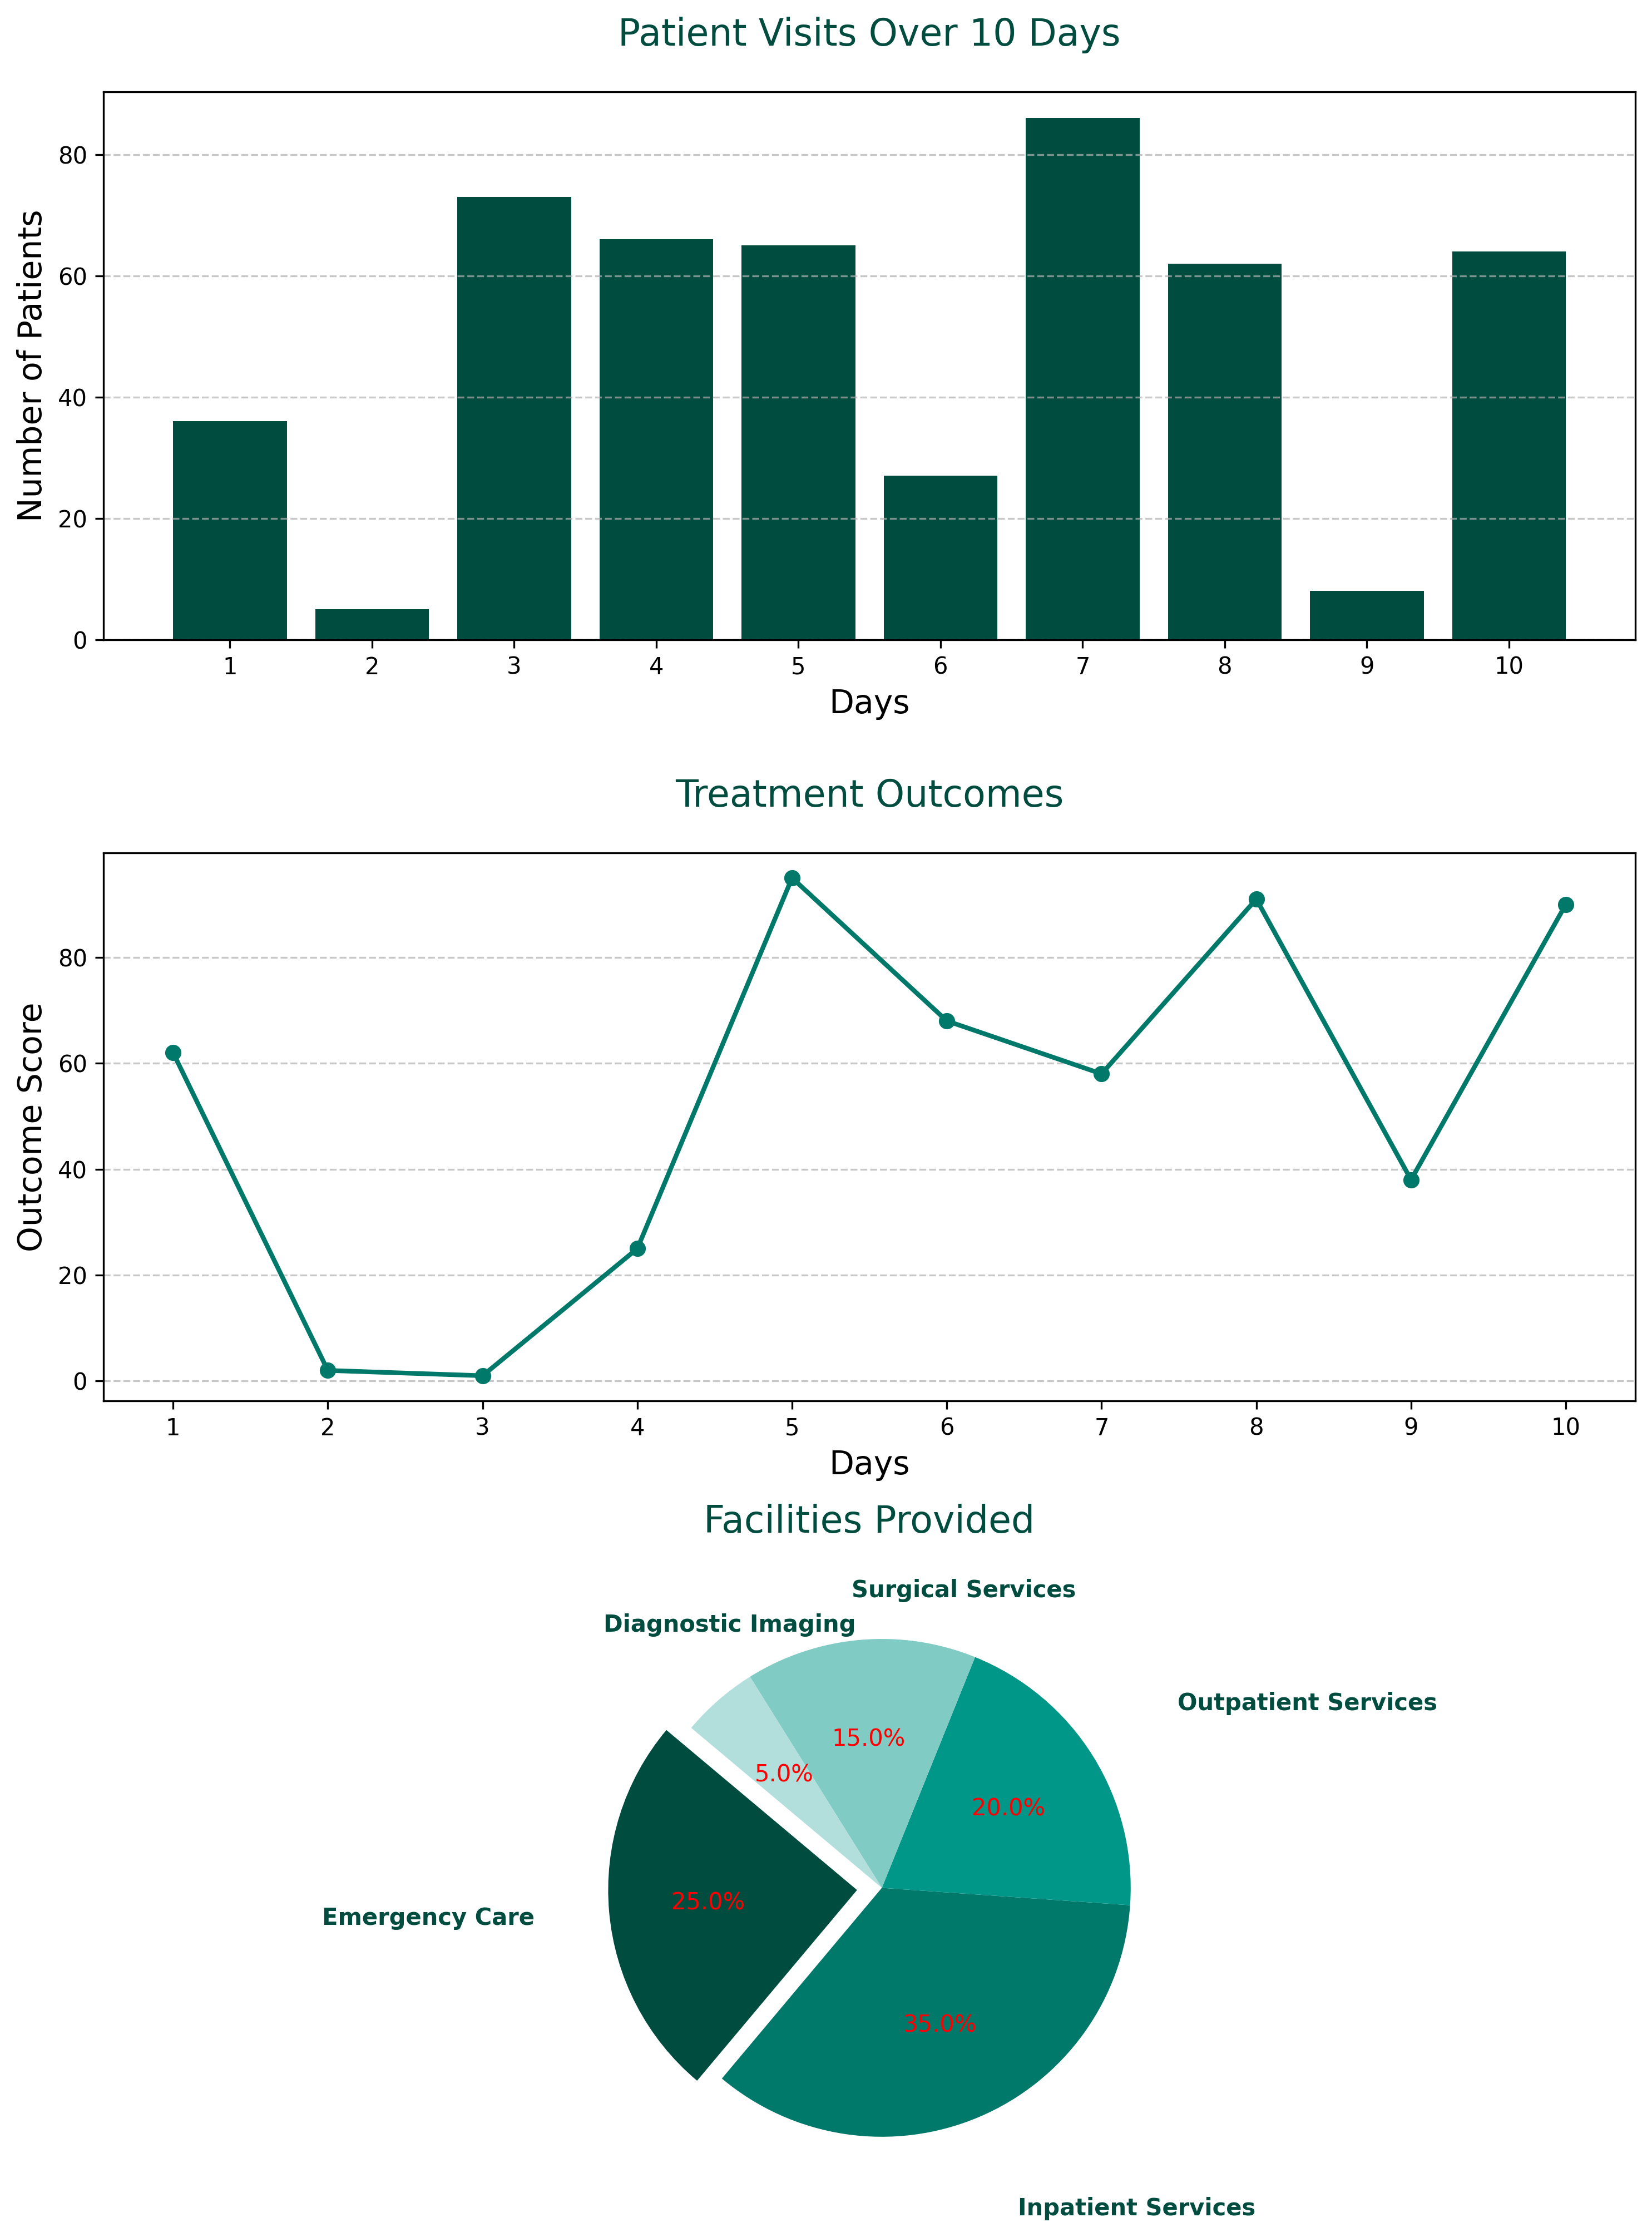 Patient Visits Over 10 Days
Number of Patients
80
60
40
20
0
1 2 3 4 5 6 7 8 9 10
Days
Treatment Outcomes
Outcome Score
80
60
40
20
0
1 2 3 4 5 6 7 8 9 10
Days
Facilities Provided
Surgical Services
Diagnostic Imaging
Outpatient Services
15.0%
5.0%
20.0%
Emergency Care
25.0%
35.0%
Inpatient Services